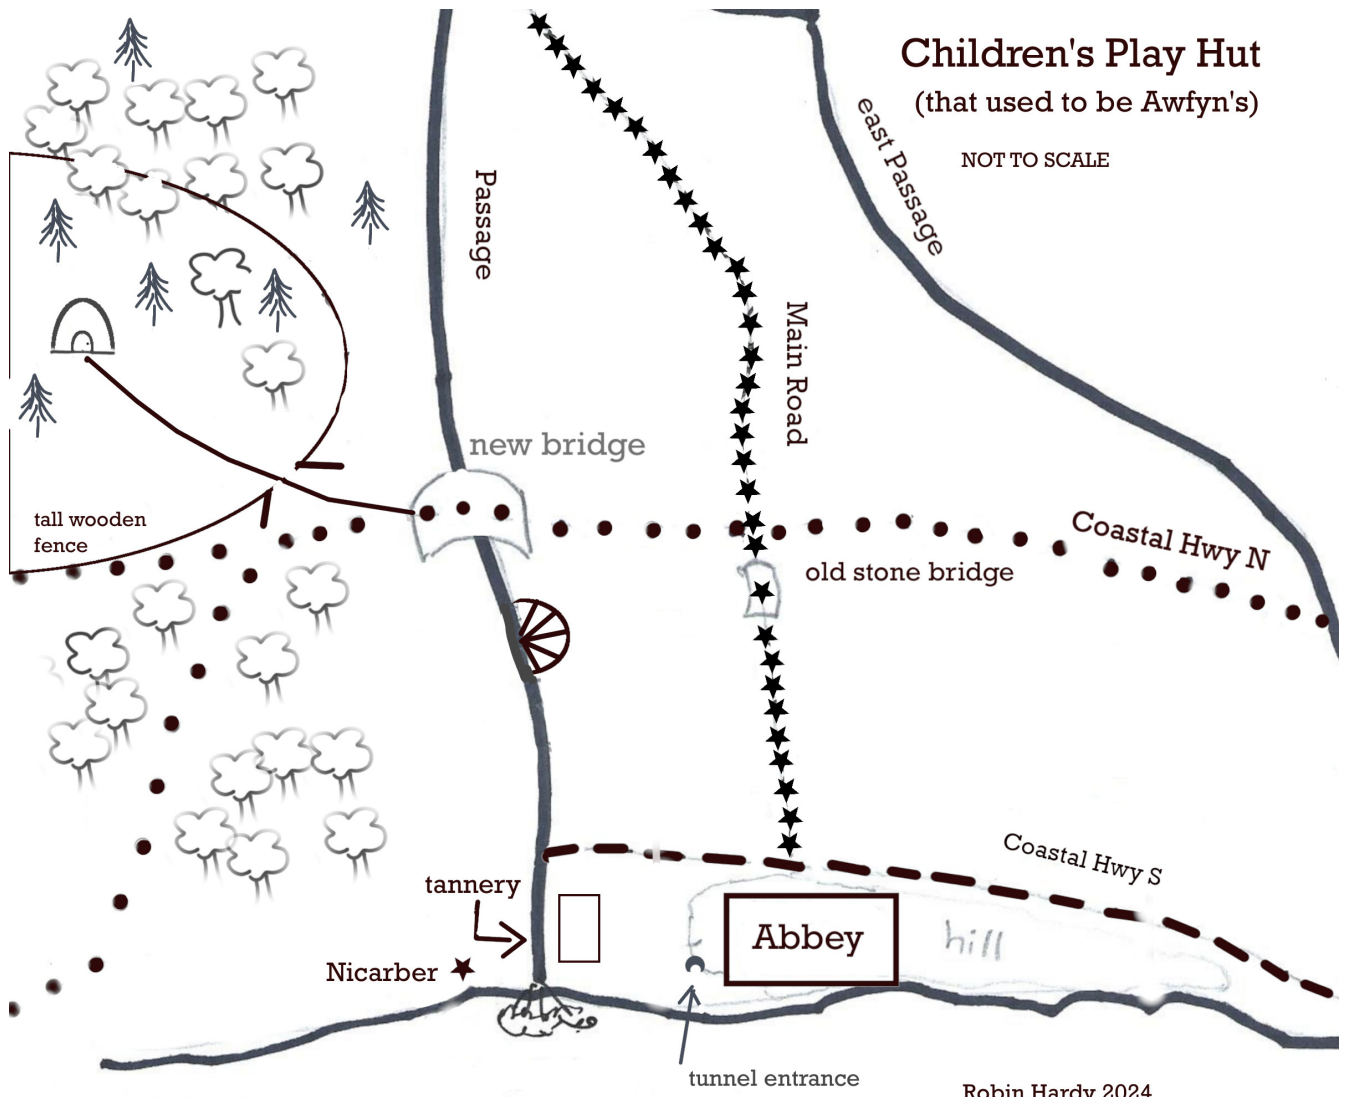 Children's Play Hut
(that used to be Awfyn's)
NOT TO SCALE
east Passage
Passage
Main Road
new bridge
tall wooden
fence
Coastal Hwy N
old stone bridge
Coastal Hwy S
tannery
Abbey
hill
Nicarber
tunnel entrance
Robin Hardy 2024